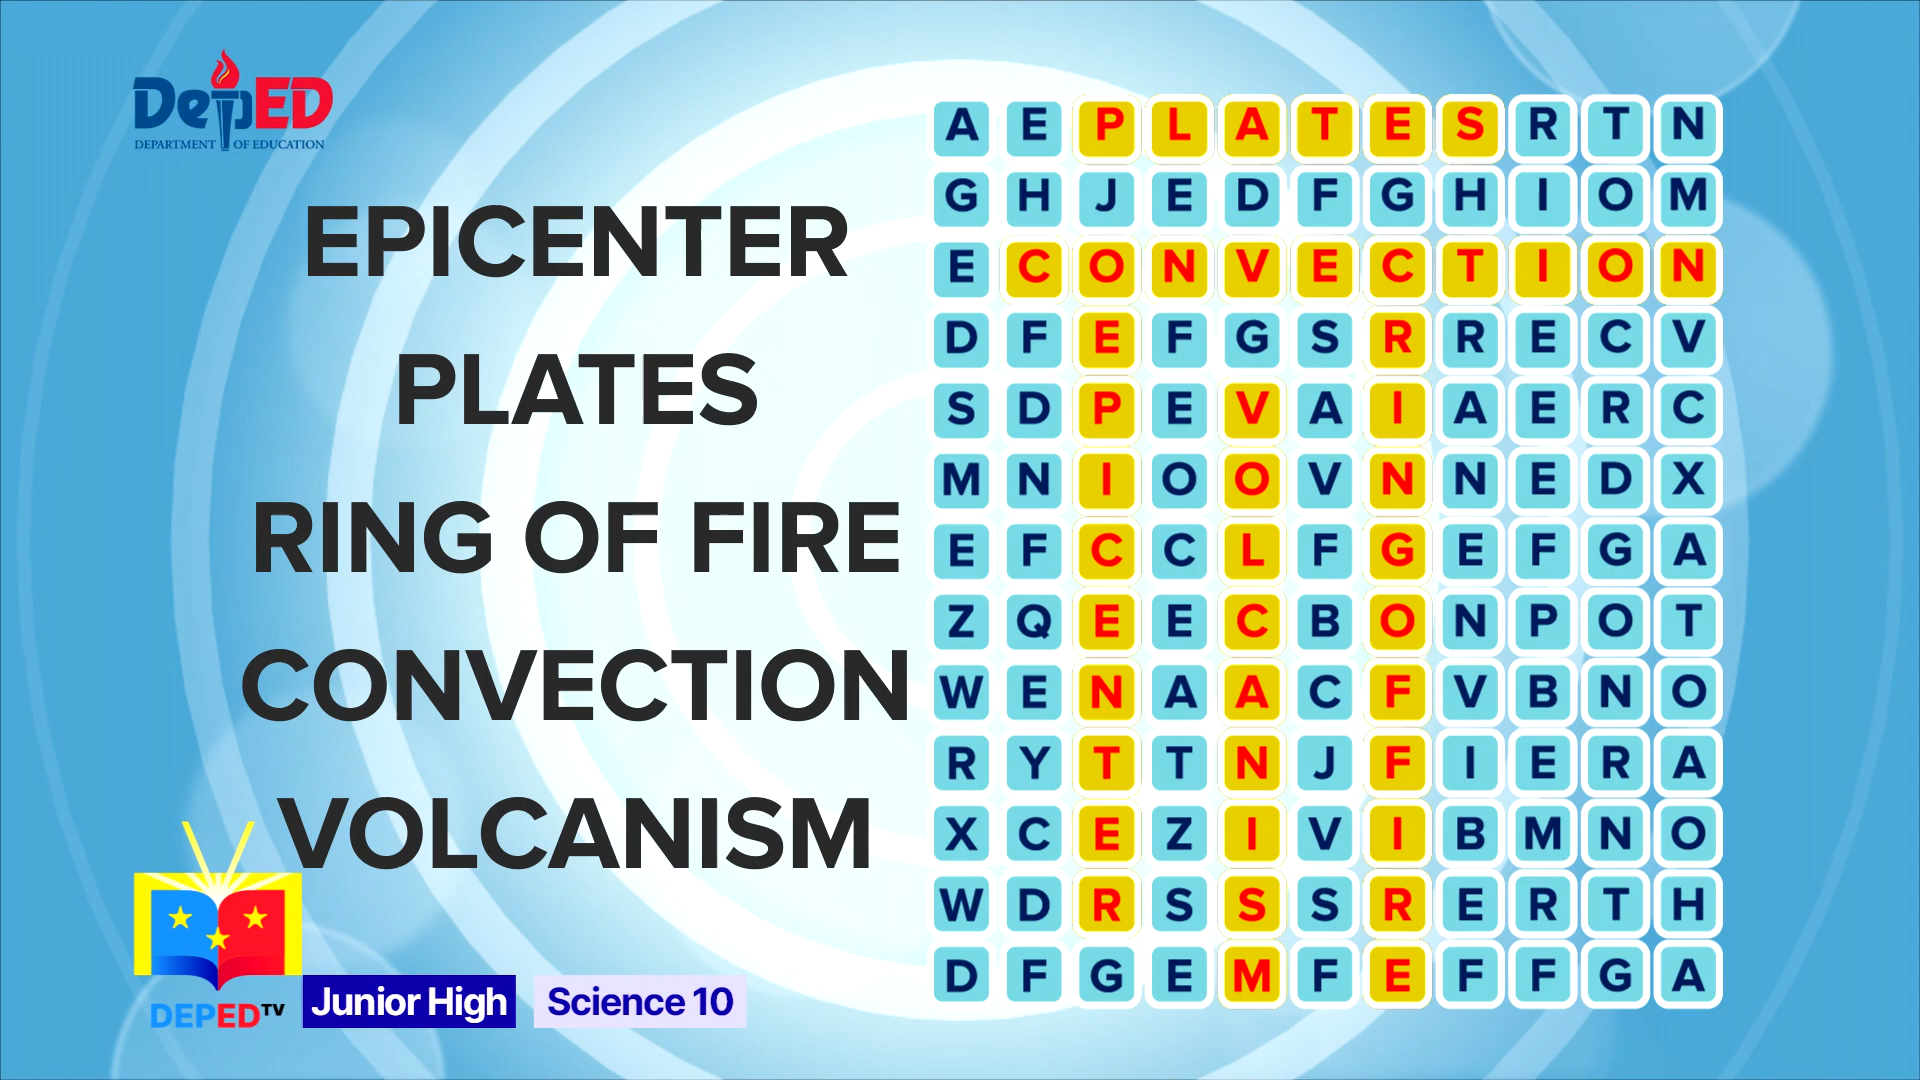 DepED
DEPARTMENT OF EDUCATION
EPICENTER
PLATES
RING OF FIRE
CONVECTION
VOLCANISM
A E P L A T E S R T N
G H J E D F G H I O M
E C O N V E C T I O N
D F E F G S R R E C V
S D P E V A I A E R C
M N I O O V N N E D X
E F C C L F G E F G A
Z Q E E C B O N P O T
W E N A A C F V B N O
R Y T T N J F I E R A
X C E Z I V I B M N O
W D R S S S R E R T H
D F G E M F E F F G A
DEPED TV
Junior High
Science 10